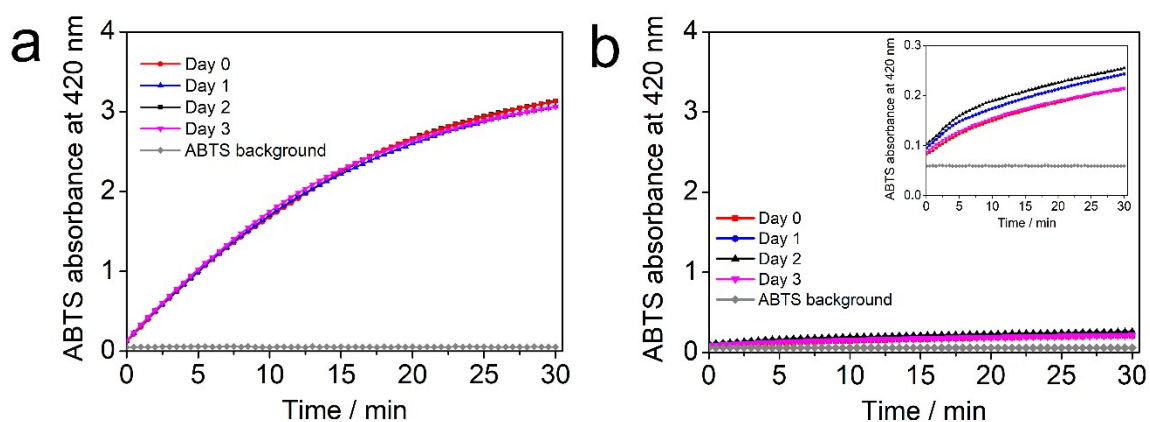 a
ABTS absorbance at 420 nm
4
3
2
1
0
Day 0
Day 1
Day 2
Day 3
ABTS background
0 5 10 15 20 25 30
Time / min
b
ABTS absorbance at 420 nm
4
3
2
1
0
ABTS absorbance at 420 nm
0.3
0.2
0.1
0.0
0 5 10 15 20 25 30
Time / min
Day 0
Day 1
Day 2
Day 3
ABTS background
0 5 10 15 20 25 30
Time / min